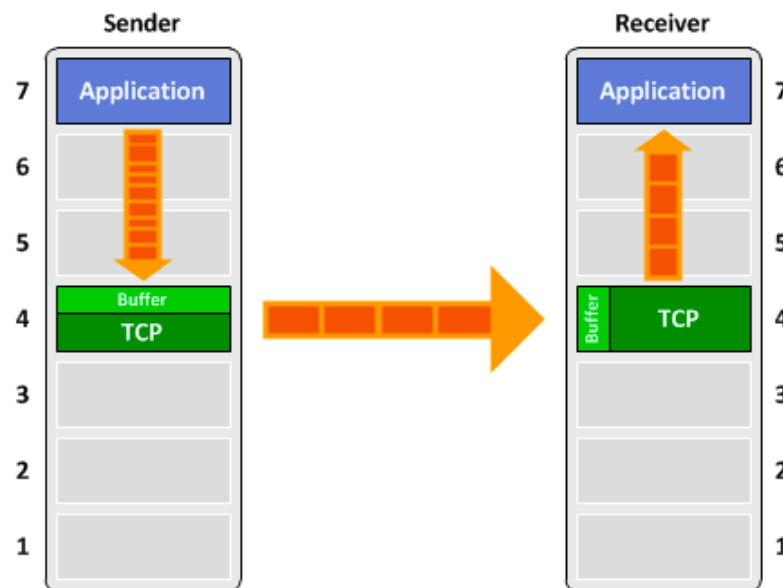 Sender
Receiver
7 Application Application 7
6 6
5 5
Buffer
4 TCP Buffer TCP 4
3 3
2 2
1 1